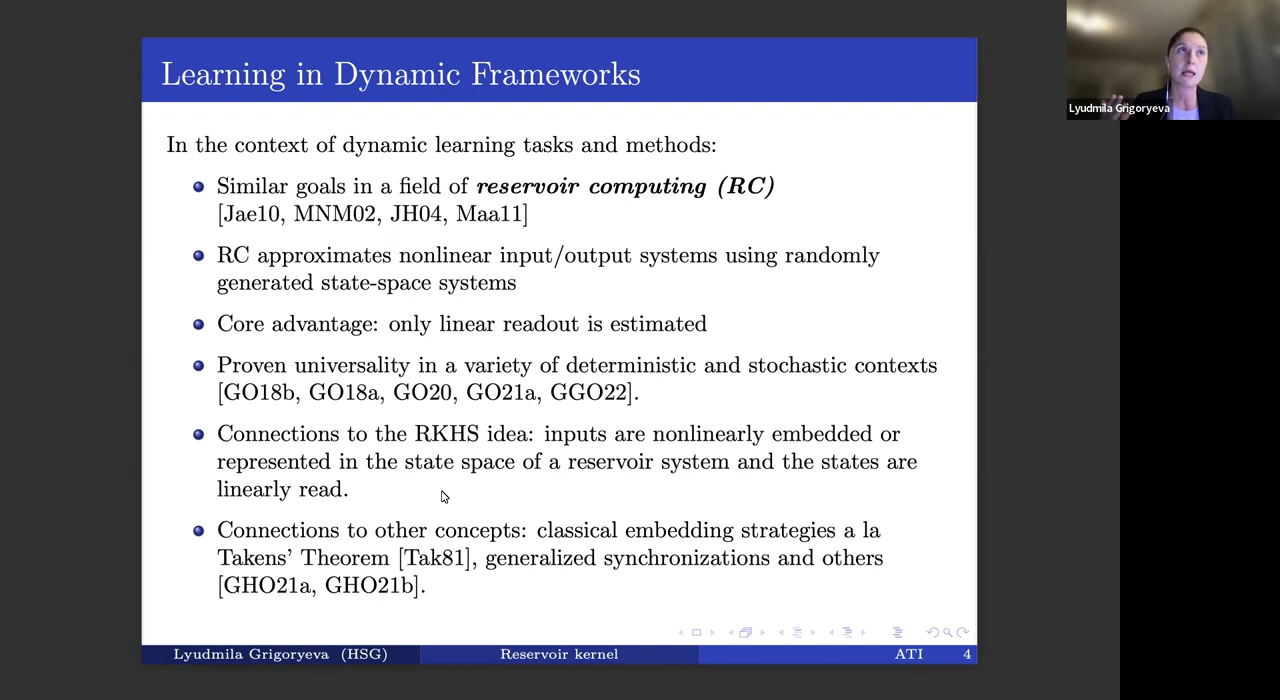 Learning in Dynamic Frameworks
Lyudmila Grigoryeva
In the context of dynamic learning tasks and methods:
Similar goals in a field of reservoir computing (RC)
[Jae10, MNM02, JH04, Maa11]
RC approximates nonlinear input/output systems using randomly
generated state-space systems
Core advantage: only linear readout is estimated
Proven universality in a variety of deterministic and stochastic contexts
[GO18b, GO18a, GO20, GO21a, GGO22].
Connections to the RKHS idea: inputs are nonlinearly embedded or
represented in the state space of a reservoir system and the states are
linearly read.
Connections to other concepts: classical embedding strategies a la
Takens' Theorem [Tak81], generalized synchronizations and others
[GHO21a, GHO21b].
Lyudmila Grigoryeva (HSG) Reservoir kernel ATI 4